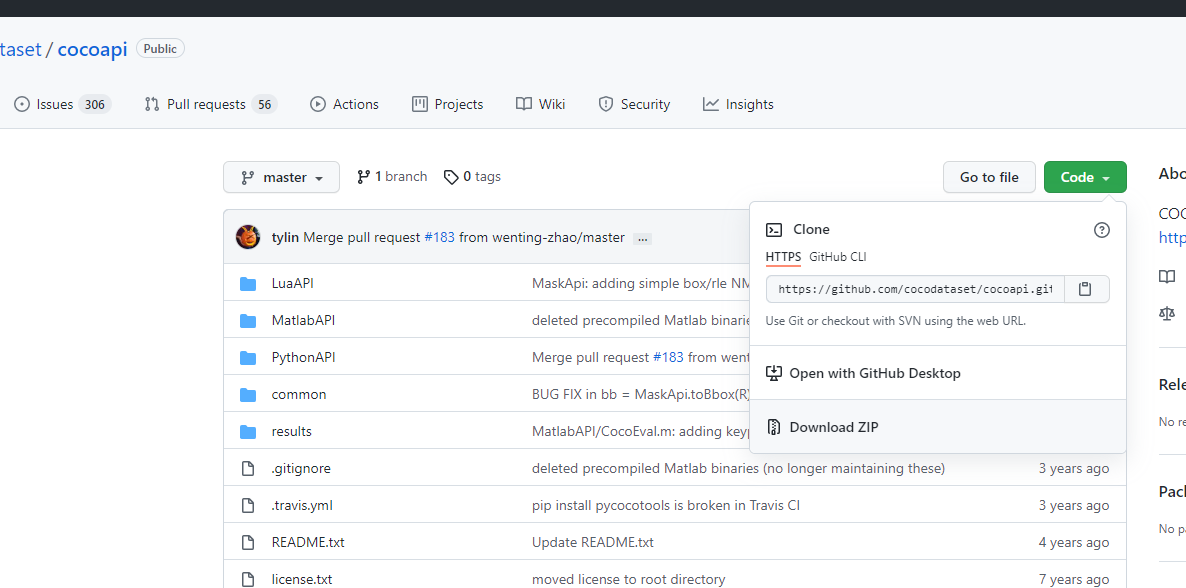 taset / cocoapi Public
Issues 306 Pull requests 56 Actions Projects Wiki Security Insights
master 1 branch 0 tags Go to file Code
Abo
COC
http
tylin Merge pull request #183 from wenting-zhao/master ...
Clone
HTTPS GitHub CLI
https://github.com/cocodataset/cocoapi.git
Use Git or checkout with SVN using the web URL.
Open with GitHub Desktop
Download ZIP
LuaAPI MaskApi: adding simple box/rle NM
MatlabAPI deleted precompiled Matlab binarie
PythonAPI Merge pull request #183 from went
common BUG FIX in bb = MaskApi.toBbox(R)
results MatlabAPI/CocoEval.m: adding keyp
.gitignore deleted precompiled Matlab binaries (no longer maintaining these) 3 years ago
.travis.yml pip install pycocotools is broken in Travis CI 3 years ago
README.txt Update README.txt 4 years ago
license.txt moved license to root directory 7 years ago
Rele
No re
Pack
No pa